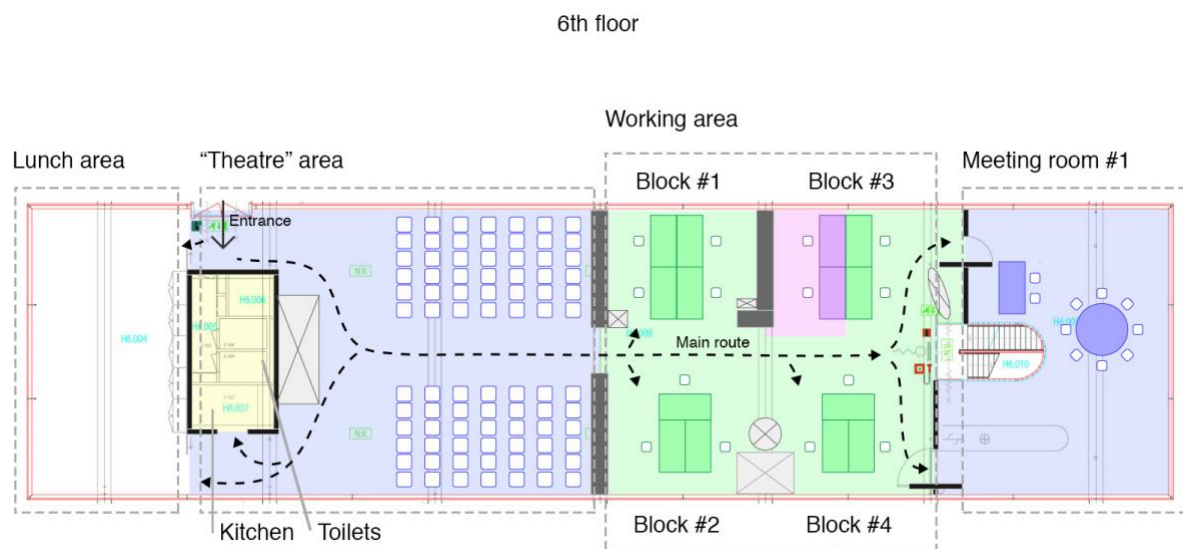 6th floor
Working area
Lunch area
“Theatre” area
Meeting room #1
Block #1
Block #3
Entrance
N.V.
H6.006
H6.004
Main route
H6.010
H6.007
N.V.
Kitchen
Toilets
Block #2
Block #4